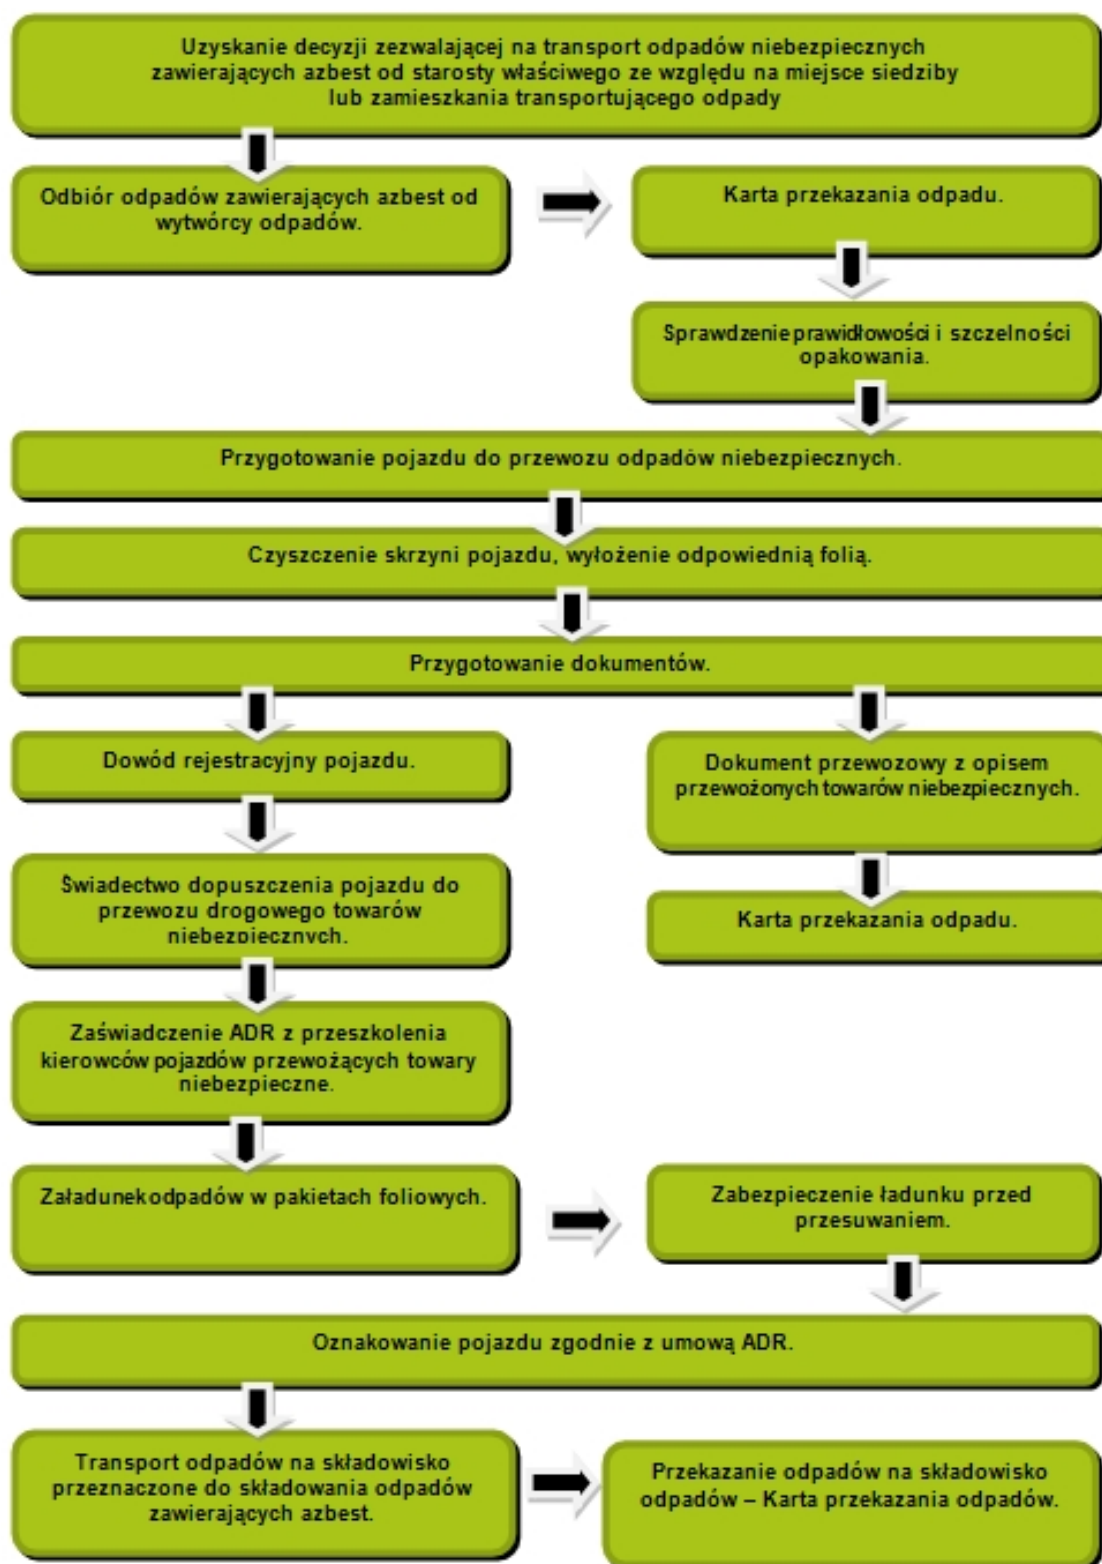 Uzyskanie decyzji zezwalającej na transport odpadów niebezpiecznych
zawierających azbest od starosty właściwego ze względu na miejsce siedziby
lub zamieszkania transportującego odpady
Odbiór odpadów zawierających azbest od
wytwórcy odpadów.
Karta przekazania odpadu.
Sprawdzenie prawidłowości i szczelności
opakowania.
Przygotowanie pojazdu do przewozu odpadów niebezpiecznych.
Czyszczenie skrzyni pojazdu, wyłożenie odpowiednią folią.
Przygotowanie dokumentów.
Dowód rejestracyjny pojazdu.
Świadectwo dopuszczenia pojazdu do
przewozu drogowego towarów
niebezpiecznych.
Zaświadczenie ADR z przeszkolenia
kierowców pojazdów przewożących towary
niebezpieczne.
Dokument przewozowy z opisem
przewożonych towarów niebezpiecznych.
Karta przekazania odpadu.
Załadunek odpadów w pakietach foliowych.
Zabezpieczenie ładunku przed
przesuwaniem.
Oznakowanie pojazdu zgodnie z umową ADR.
Transport odpadów na składowisko
przeznaczone do składowania odpadów
zawierających azbest.
Przekazanie odpadów na składowisko
odpadów – Karta przekazania odpadów.